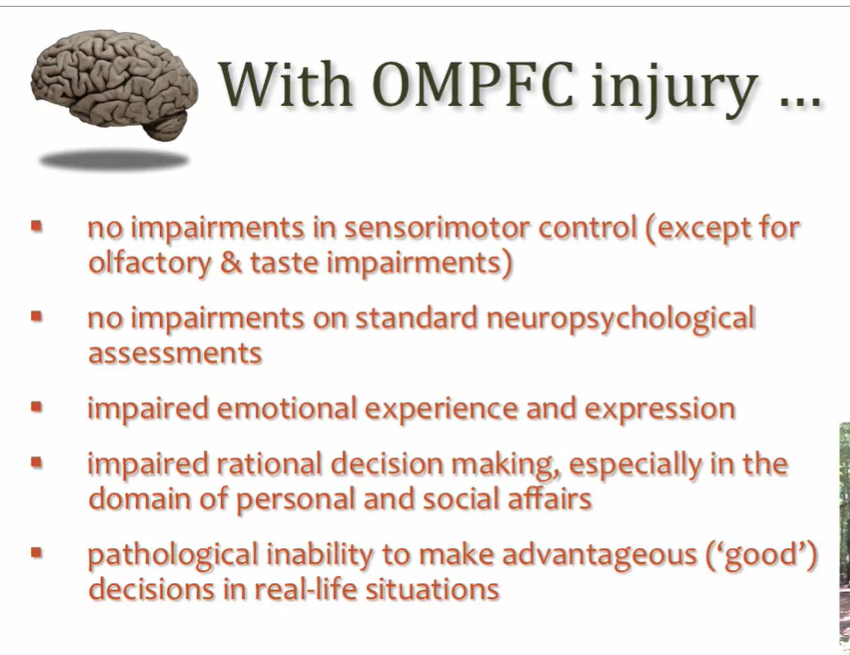 With OMPFC injury ...
▪ no impairments in sensorimotor control (except for
olfactory & taste impairments)
▪ no impairments on standard neuropsychological
assessments
▪ impaired emotional experience and expression
▪ impaired rational decision making, especially in the
domain of personal and social affairs
▪ pathological inability to make advantageous (‘good’)
decisions in real-life situations